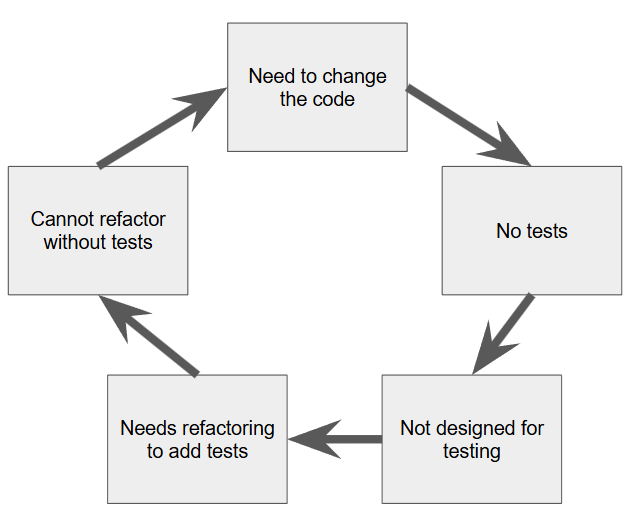 Need to change
the code
No tests
Not designed for
testing
Needs refactoring
to add tests
Cannot refactor
without tests